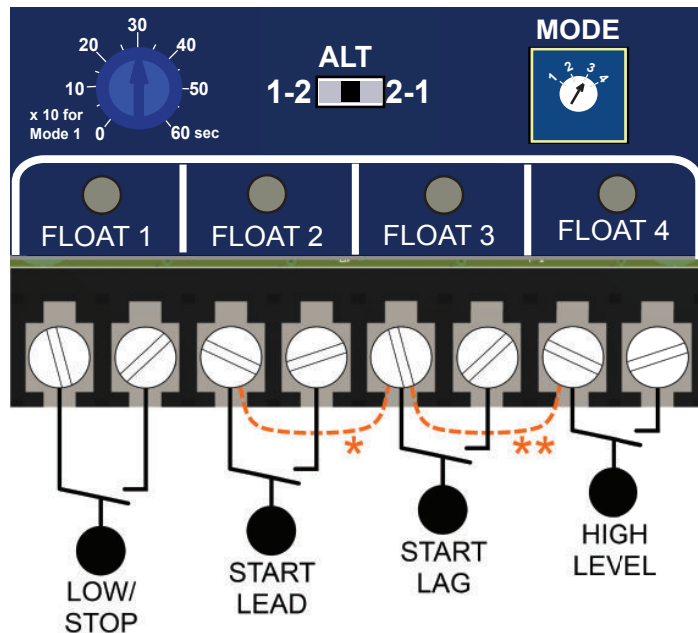 30
20
40
10
50
x 10 for
Mode 1
0
60 sec
ALT
1-2
2-1
MODE
1
2
3
4
FLOAT 1
FLOAT 2
FLOAT 3
FLOAT 4
*
**
LOW/
STOP
START
LEAD
START
LAG
HIGH
LEVEL